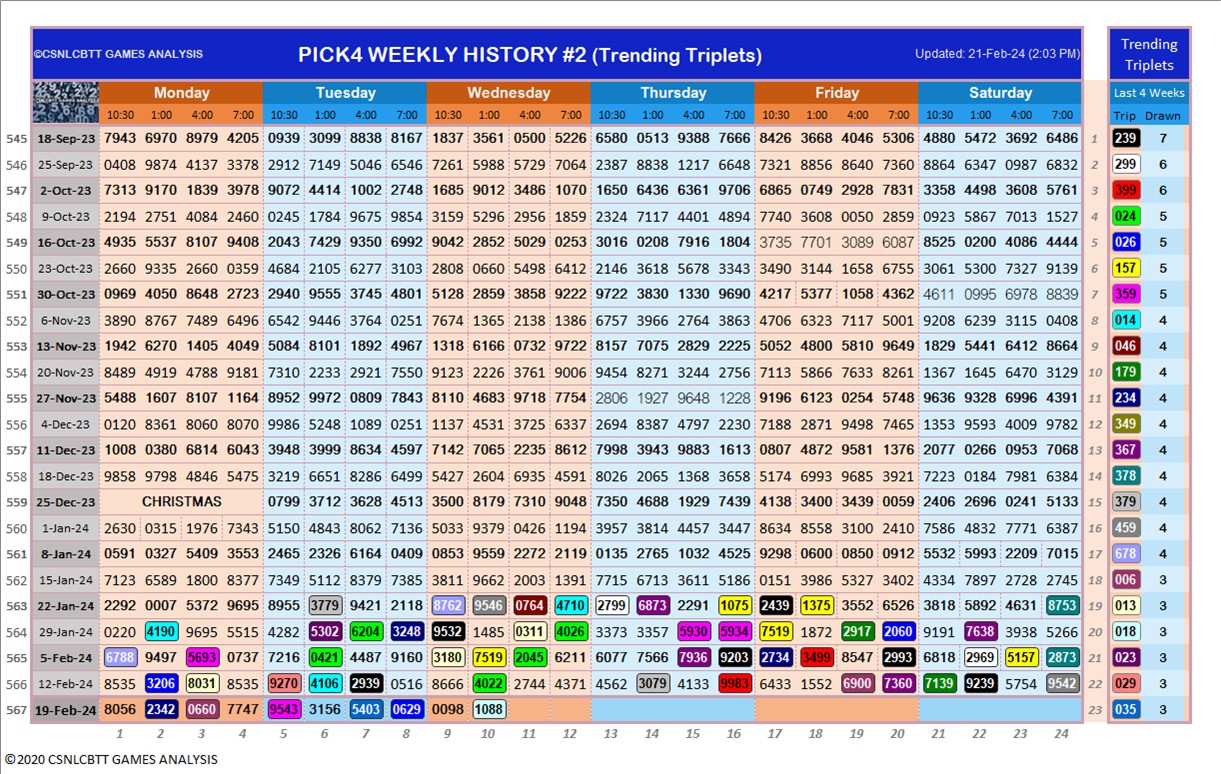 ©CSNLCBTT GAMES ANALYSIS PICK4 WEEKLY HISTORY #2 (Trending Triplets) Updated: 21-Feb-24 (2:03 PM) Trending Triplets
Monday Tuesday Wednesday Thursday Friday Saturday Last 4 Weeks
10:30 1:00 4:00 7:00 10:30 1:00 4:00 7:00 10:30 1:00 4:00 7:00 10:30 1:00 4:00 7:00 10:30 1:00 4:00 7:00 10:30 1:00 4:00 7:00 Trip Drawn
545 18-Sep-23 7943 6970 8979 4205 0939 3099 8838 8167 1837 3561 0500 5226 6580 0513 9388 7666 8426 3668 4046 5306 4880 5472 3692 6486 1 239 7
546 25-Sep-23 0408 9874 4137 3378 2912 7149 5046 6546 7261 5988 5729 7064 2387 8838 1217 6648 7321 8856 8640 7360 8864 6347 0987 6832 2 299 6
547 2-Oct-23 7313 9170 1839 3978 9072 4414 1002 2748 1685 9012 3486 1070 1650 6436 6361 9706 6865 0749 2928 7831 3358 4498 3608 5761 3 399 6
548 9-Oct-23 2194 2751 4084 2460 0245 1784 9675 9854 3159 5296 2956 1859 2324 7117 4401 4894 7740 3608 0050 2859 0923 5867 7013 1527 4 024 5
549 16-Oct-23 4935 5537 8107 9408 2043 7429 9350 6992 9042 2852 5029 0253 3016 0208 7916 1804 3735 7701 3089 6087 8525 0200 4086 4444 5 026 5
550 23-Oct-23 2660 9335 2660 0359 4684 2105 6277 3103 2808 0660 5498 6412 2146 3618 5678 3343 3490 3144 1658 6755 3061 5300 7327 9139 6 157 5
551 30-Oct-23 0969 4050 8648 2723 2940 9555 3745 4818 6128 2859 3858 9222 9722 3830 1330 9690 4217 5377 1058 4362 4611 0995 6978 8839 7 359 5
552 6-Nov-23 3890 8767 7489 6496 6542 9446 3764 0251 7674 1365 2138 1386 6757 3966 2744 3863 4706 6323 7117 5001 9208 6239 3115 0408 8 014 4
553 13-Nov-23 1942 6270 1405 4049 5084 8101 1892 4967 1318 6166 0732 9722 8157 7075 2829 2225 5052 4800 5810 9649 1829 5441 6412 8664 9 046 4
554 20-Nov-23 8489 4919 4788 9181 7310 2233 2921 7550 9123 2226 3761 9006 9454 8271 3244 2756 7113 5866 7633 8261 1367 1645 6470 3129 10 179 4
555 27-Nov-23 5488 1607 8107 1164 8952 9972 0809 7843 8110 4483 9718 7754 2806 1927 9648 1228 9196 6123 0254 5748 9636 9328 6996 4391 11 234 4
556 4-Dec-23 0120 8361 8060 8070 9986 5248 1089 0251 1137 4531 3725 6337 2694 8387 4797 2230 7188 2871 9498 7465 1353 9593 4009 9782 12 349 4
557 11-Dec-23 1008 0380 6814 6043 3948 3999 8634 4597 7142 7065 2235 8612 7998 3943 9883 1613 0807 4872 9581 1376 2077 0266 0953 7068 13 367 4
558 18-Dec-23 9858 9798 4846 5475 3219 6651 8286 6498 5427 2604 6935 4591 8026 2065 1378 3658 5174 6993 9685 3921 7223 0184 7981 6384 14 378 4
559 25-Dec-23 CHRISTMAS 0799 3712 3628 4513 3500 8179 7310 9048 7350 4688 1929 7439 4138 3400 3439 0059 2406 2696 0241 5133 15 379 4
560 1-Jan-24 2630 0315 1976 7343 5150 4843 8062 7136 5033 9379 0426 1194 3957 3814 4457 3447 8634 8558 3100 2410 7586 4832 7771 6387 16 459 4
561 8-Jan-24 0591 0327 5409 3553 2465 2326 6164 0409 0853 9559 2272 2119 0135 2765 1032 4525 9298 0600 0850 0912 5532 5993 2209 7015 17 678 4
562 15-Jan-24 7123 6589 1800 8377 7349 5112 8379 7385 3811 9662 2003 1391 7715 6713 3611 5186 0151 3986 5327 3402 4334 7897 2728 2745 18 006 3
563 22-Jan-24 2292 0007 5372 9695 8955 3779 9421 2118 8762 9546 0764 4710 2799 6873 2291 1075 2439 1375 3552 6526 3818 5892 4631 8753 19 013 3
564 29-Jan-24 0220 4190 9695 5515 4282 5302 6204 3248 9532 1485 0311 4026 3373 3357 5930 5934 7519 1872 2917 2060 9191 7638 3938 5266 20 018 3
565 5-Feb-24 6788 9497 5693 0737 7216 0421 4487 9160 3180 7519 2045 6211 6077 7566 7936 9203 2734 3499 8547 2993 6818 2969 5157 2873 21 023 3
566 12-Feb-24 8535 3206 8031 8535 9270 4106 2939 0516 8666 4022 2744 4371 4562 3079 4133 9983 6433 1552 6900 7360 7139 9239 5754 9542 22 029 3
567 19-Feb-24 8056 2342 0660 7747 9543 3156 5403 0629 0098 1088 23 035 3
1 2 3 4 5 6 7 8 9 10 11 12 13 14 15 16 17 18 19 20 21 22 23 24
©2020 CSNLCBTT GAMES ANALYSIS